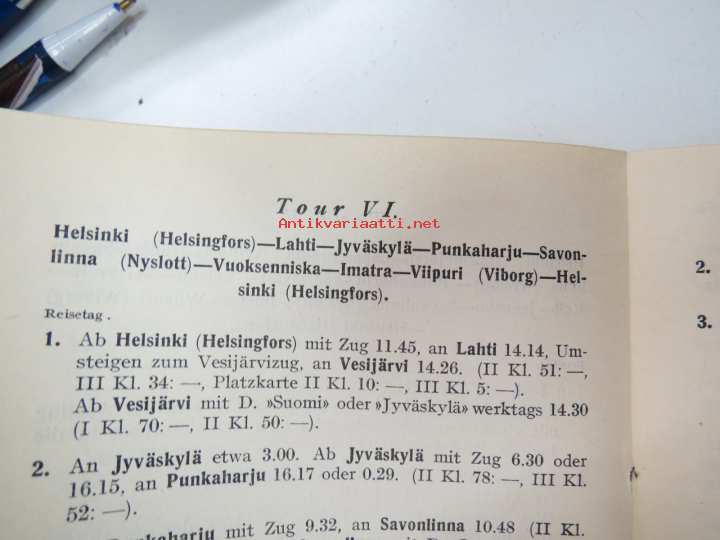 Tour VI.
Antikvariaatti.net
Helsinki (Helsingfors)—Lahti—Jyväskylä—Punkaharju—Savon-
linna (Nyslott)—Vuoksenniska—Imatra—Viipuri (Viborg)—Hel-
sinki (Helsingfors).
Reisetag.
1. Ab Helsinki (Helsingfors) mit Zug 11.45, an Lahti 14.14, Um-
steigen zum Vesijärvizug, an Vesijärvi 14.26. (II Kl. 51: —,
III Kl. 34: —, Platzkarte II Kl. 10: —, III Kl. 5: —).
Ab Vesijärvi mit D. »Suomi» oder »Jyväskylä» werktags 14.30
(I Kl. 70: —, II Kl. 50: —).
2. An Jyväskylä etwa 3.00. Ab Jyväskylä mit Zug 6.30 oder
16.15, an Punkaharju 16.17 oder 0.29. (II Kl. 78: —, III Kl.
52: —).
Punkaharju mit Zug 9.32, an Savonlinna 10.48 (II Kl.
2.
3.